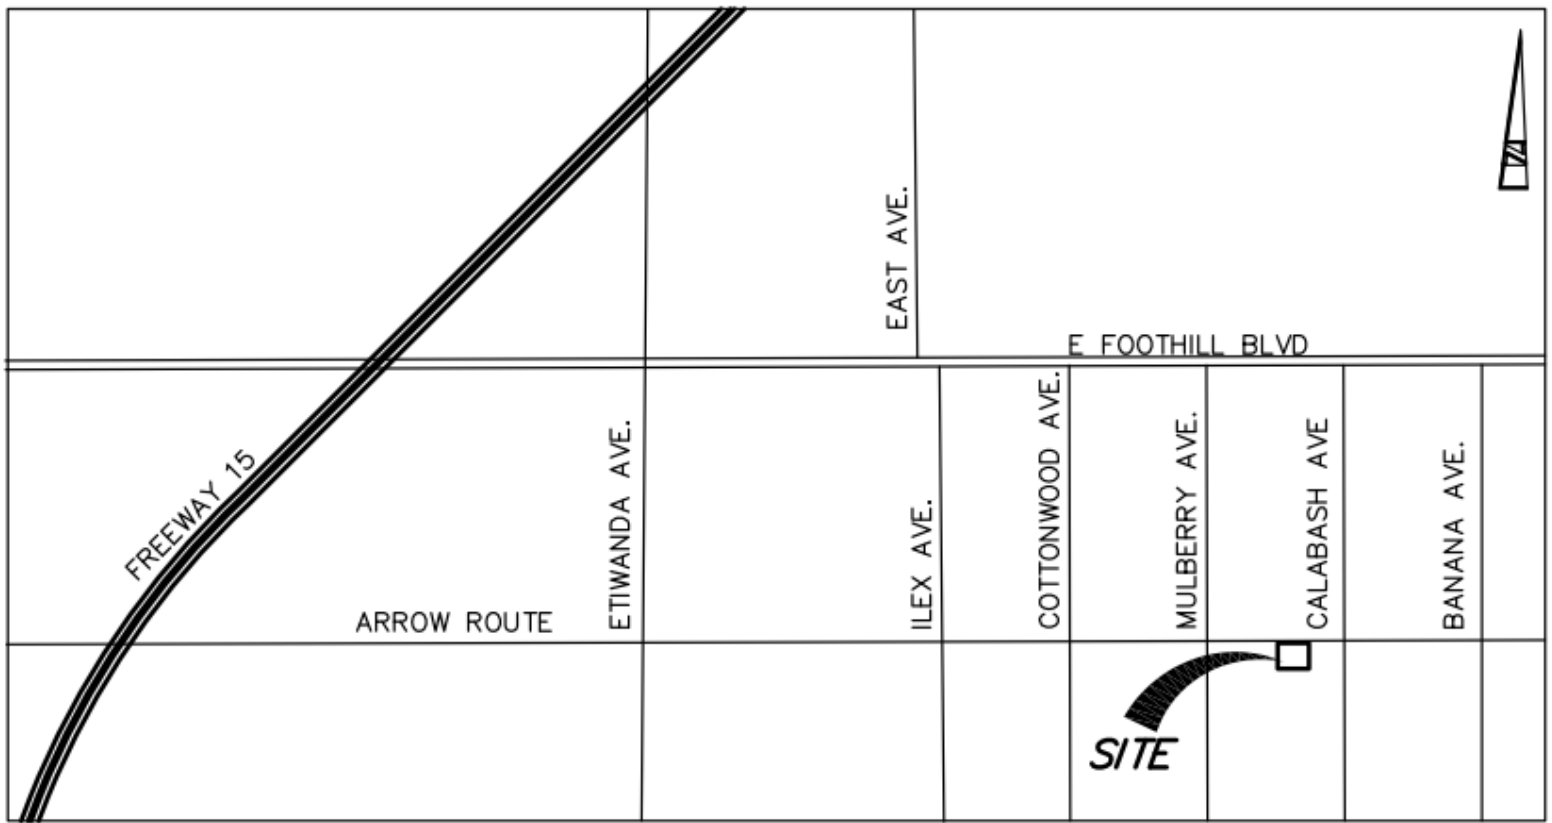 EAST AVE.
E FOOTHILL BLVD
FREEWAY 15
ARROW ROUTE
ETIWANDA AVE.
ILEX AVE.
COTTONWOOD AVE.
MULBERRY AVE.
CALABASH AVE
BANANA AVE.
SITE